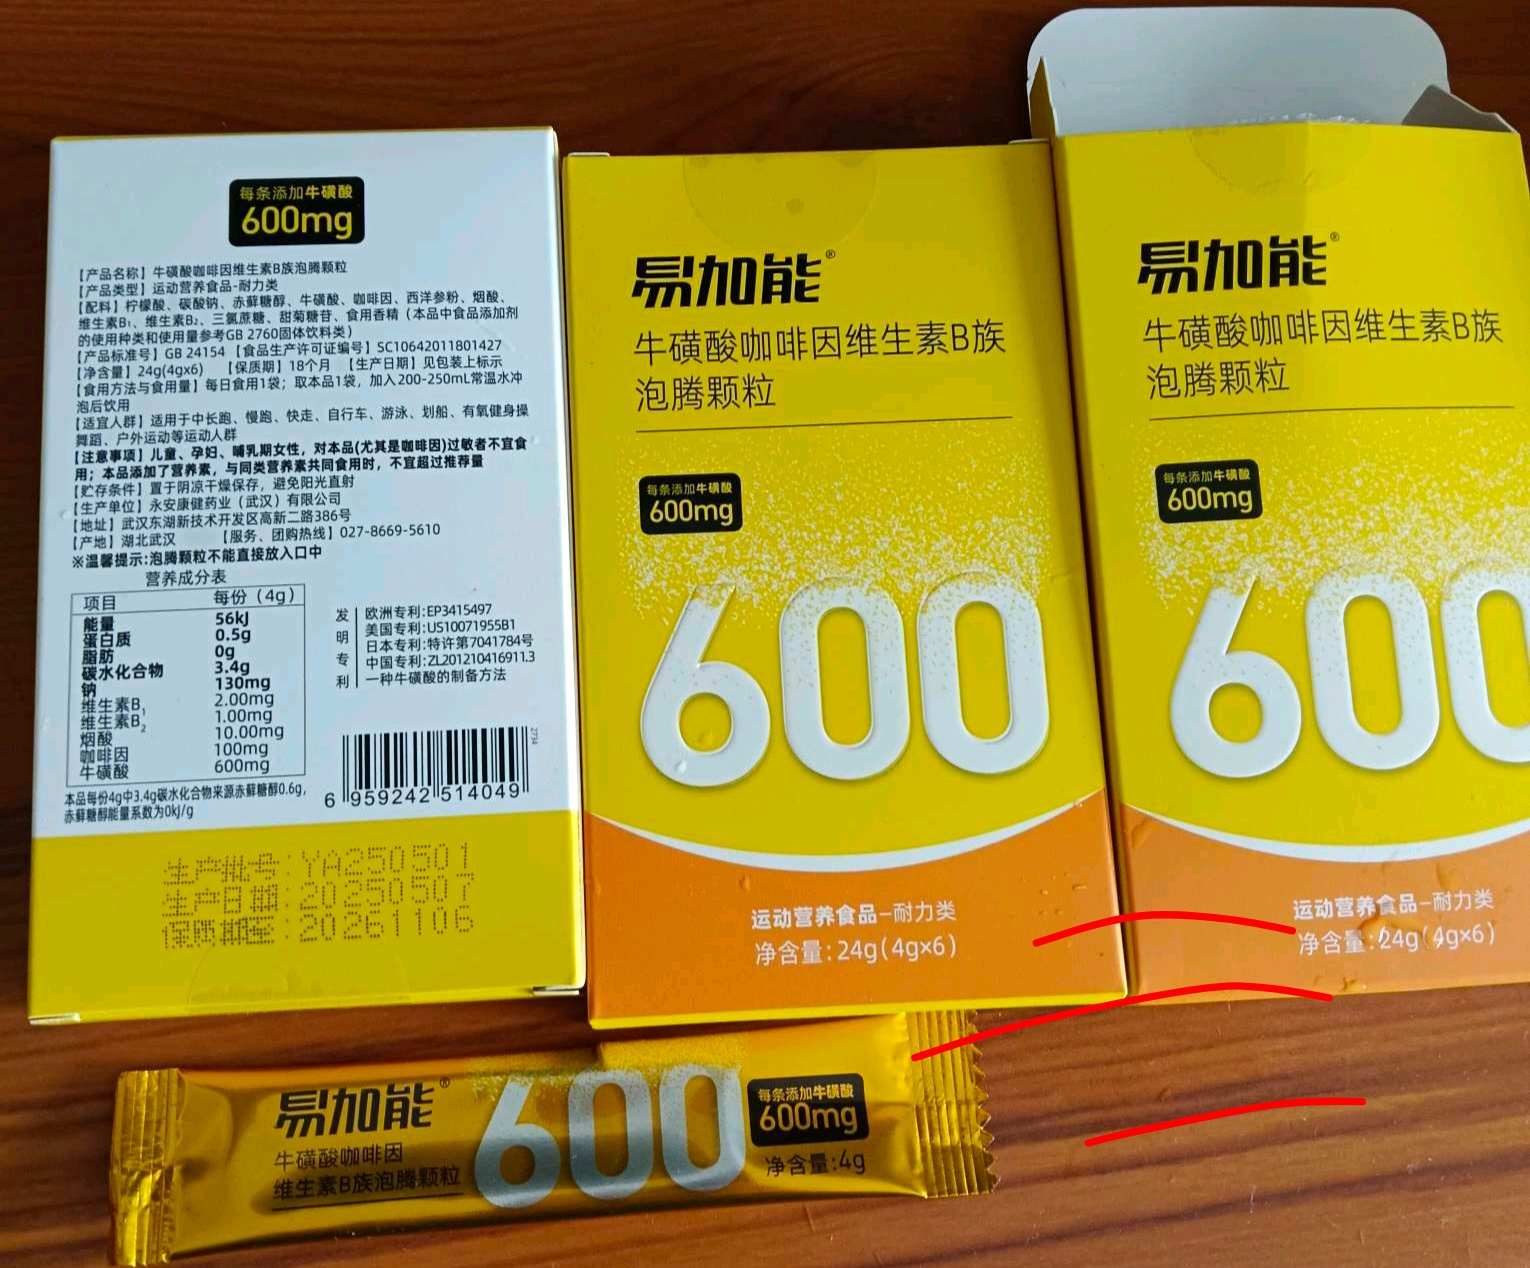 每条添加牛磺酸
600mg
【产品名称】牛磺酸咖啡因维生素B族泡腾颗粒
【产品类型】运动营养食品-耐力类
【配料】柠檬酸、碳酸钠、赤藓糖醇、牛磺酸、咖啡因、西洋参粉、烟酸、
维生素B₁、维生素B₂、三氯蔗糖、甜菊糖苷、食用香精（本品中食品添加剂
的使用种类和使用量参考GB 2760固体饮料类）
【产品标准号】GB 24154 【食品生产许可证编号】SC10642011801427
【净含量】24g(4gx6) 【保质期】18个月 【生产日期】见包装上标示
【食用方法与食用量】每日食用1袋；取本品1袋，加入200-250mL常温水冲
泡后饮用
【适宜人群】适用于中长跑、慢跑、快走、自行车、游泳、划船、有氧健身操
舞蹈、户外运动等运动人群
【注意事项】儿童、孕妇、哺乳期女性，对本品(尤其是咖啡因)过敏者不宜食
用；本品添加了营养素，与同类营养素共同食用时，不宜超过推荐量
【贮存条件】置于阴凉干燥保存，避免阳光直射
【生产单位】永安康健药业（武汉）有限公司
【地址】武汉东湖新技术开发区高新二路386号
【产地】湖北武汉 【服务、团购热线】027-8669-5610
※温馨提示:泡腾颗粒不能直接放入口中
营养成分表
项目 每份（4g）
能量 56kJ
蛋白质 0.5g
脂肪 0g
碳水化合物 3.4g
钠 130mg
维生素B₁ 2.00mg
维生素B₂ 1.00mg
烟酸 10.00mg
咖啡因 100mg
牛磺酸 600mg
本品每份4g中3.4g碳水化合物来源赤藓糖醇0.6g,
赤藓糖醇能量系数为0kJ/g
发明专利
欧洲专利:EP3415497
美国专利:US10071955B1
日本专利:特许第7041784号
中国专利:ZL201210416911.3
一种牛磺酸的制备方法
2734
6 959242 514049
生产批号:YA250501
生产日期:20250507
保质期至:20261106
易加能®
牛磺酸咖啡因维生素B族
泡腾颗粒
每条添加牛磺酸
600mg
600
运动营养食品-耐力类
净含量:24g(4g×6)
易加能®
牛磺酸咖啡因维生素B族
泡腾颗粒
每条添加牛磺酸
600mg
600
运动营养食品-耐力类
净含量:24g(4g×6)
易加能®
牛磺酸咖啡因
维生素B族泡腾颗粒
600
每条添加牛磺酸
600mg
净含量:4g